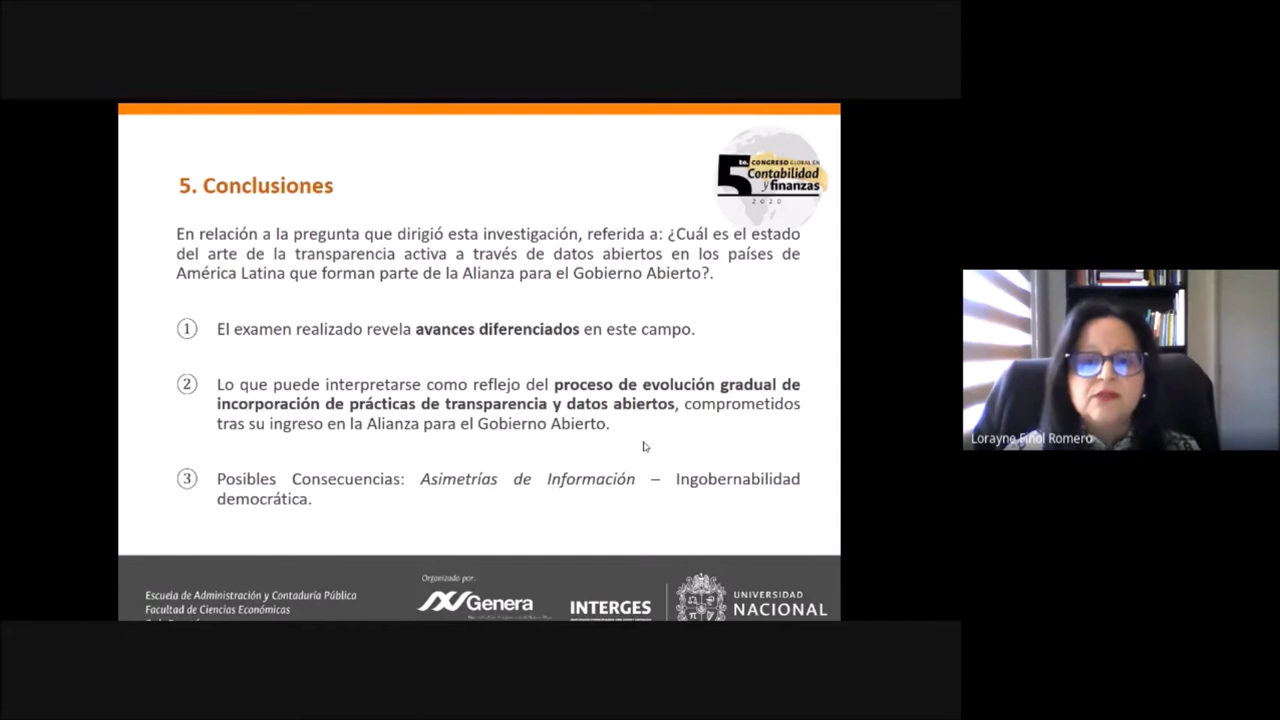 5to. CONGRESO GLOBAL EN
Contabilidad
y finanzas
2020
5. Conclusiones
En relación a la pregunta que dirigió esta investigación, referida a: ¿Cuál es el estado
del arte de la transparencia activa a través de datos abiertos en los países de
América Latina que forman parte de la Alianza para el Gobierno Abierto?.
1 El examen realizado revela avances diferenciados en este campo.
2 Lo que puede interpretarse como reflejo del proceso de evolución gradual de
incorporación de prácticas de transparencia y datos abiertos, comprometidos
tras su ingreso en la Alianza para el Gobierno Abierto.
3 Posibles Consecuencias: Asimetrías de Información – Ingobernabilidad
democrática.
Lorayne Finol Romero
Escuela de Administración y Contaduría Pública
Facultad de Ciencias Económicas
Organizado por:
Genera
INTERGES
UNIVERSIDAD
NACIONAL